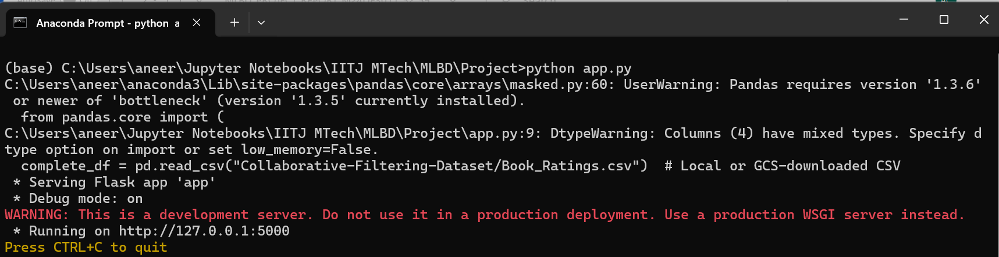 Anaconda Prompt - python a
(base) C:\Users\aneer\Jupyter Notebooks\IITJ MTech\MLBD\Project>python app.py
C:\Users\aneer\anaconda3\Lib\site-packages\pandas\core\arrays\masked.py:60: UserWarning: Pandas requires version '1.3.6'
 or newer of 'bottleneck' (version '1.3.5' currently installed).
  from pandas.core import (
C:\Users\aneer\Jupyter Notebooks\IITJ MTech\MLBD\Project\app.py:9: DtypeWarning: Columns (4) have mixed types. Specify d
type option on import or set low_memory=False.
  complete_df = pd.read_csv("Collaborative-Filtering-Dataset/Book_Ratings.csv")  # Local or GCS-downloaded CSV
 * Serving Flask app 'app'
 * Debug mode: on
WARNING: This is a development server. Do not use it in a production deployment. Use a production WSGI server instead.
 * Running on http://127.0.0.1:5000
Press CTRL+C to quit